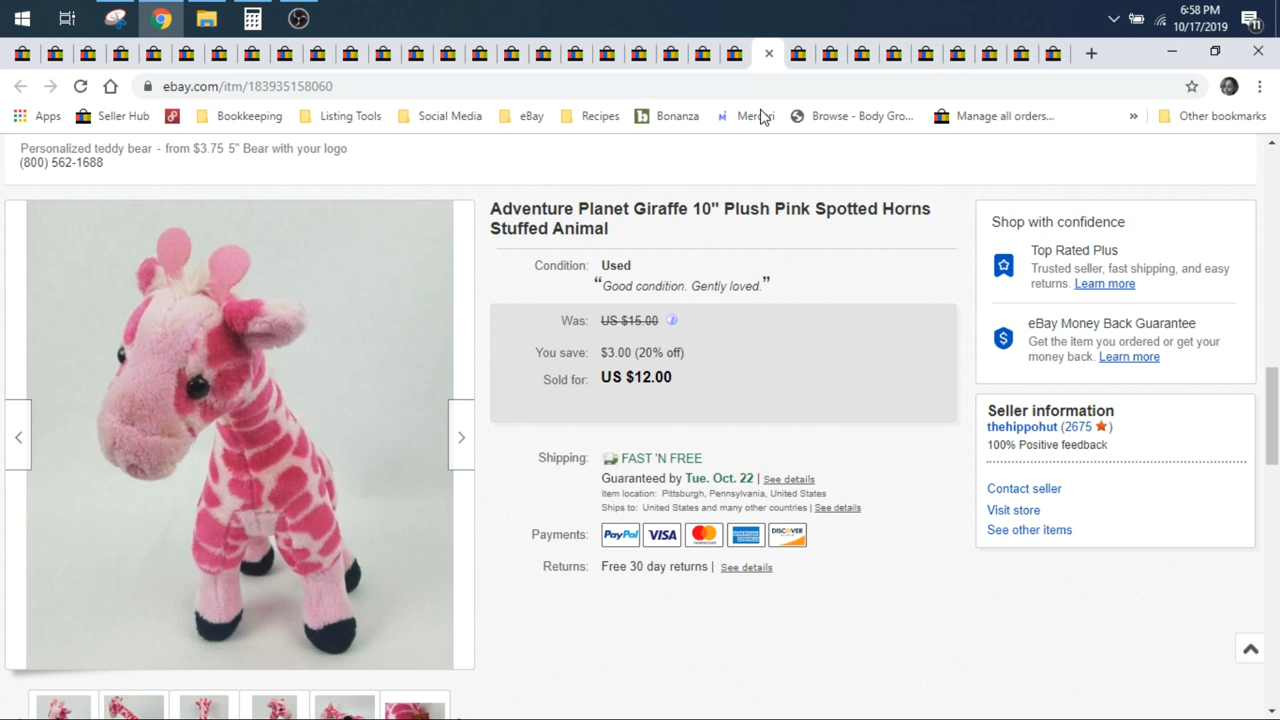 6:58 PM
10/17/2019
11
ebay.com/itm/183935158060
Apps
Seller Hub
Bookkeeping
Listing Tools
Social Media
eBay
Recipes
b
Bonanza
Mercari
Browse - Body Gro...
Manage all orders...
»
Other bookmarks
Personalized teddy bear - from $3.75 5" Bear with your logo
(800) 562-1688
Adventure Planet Giraffe 10" Plush Pink Spotted Horns
Stuffed Animal
Condition: Used
"Good condition. Gently loved."
Was: US $15.00
You save: $3.00 (20% off)
Sold for: US $12.00
Shipping: FAST 'N FREE
Guaranteed by Tue. Oct. 22 | See details
Item location: Pittsburgh, Pennsylvania, United States
Ships to: United States and many other countries | See details
Payments: PayPal VISA MasterCard AMERICAN EXPRESS DISCOVER
Returns: Free 30 day returns | See details
Shop with confidence
Top Rated Plus
Trusted seller, fast shipping, and easy
returns. Learn more
eBay Money Back Guarantee
Get the item you ordered or get your
money back. Learn more
Seller information
thehippohut (2675 )
100% Positive feedback
Contact seller
Visit store
See other items